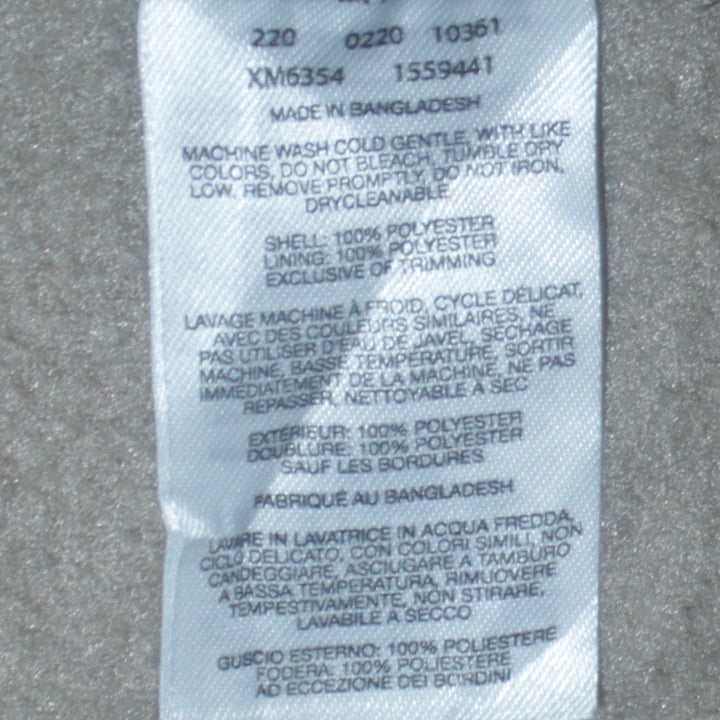 220 0220 10361
XM6354 1559441
MADE IN BANGLADESH
MACHINE WASH COLD GENTLE, WITH LIKE
COLORS, DO NOT BLEACH, TUMBLE DRY
LOW, REMOVE PROMPTLY, DO NOT IRON,
DRYCLEANABLE
SHELL: 100% POLYESTER
LINING: 100% POLYESTER
EXCLUSIVE OF TRIMMING
LAVAGE MACHINE À FROID, CYCLE DÉLICAT,
AVEC DES COULEURS SIMILAIRES, NE
PAS UTILISER D'EAU DE JAVEL, SÉCHAGE
MACHINE, BASSE TEMPÉRATURE, SORTIR
IMMÉDIATEMENT DE LA MACHINE, NE PAS
REPASSER, NETTOYABLE A SEC
EXTÉRIEUR: 100% POLYESTER
DOUBLURE: 100% POLYESTER
SAUF LES BORDURES
FABRIQUÉ AU BANGLADESH
LAVARE IN LAVATRICE IN ACQUA FREDDA,
CICLO DELICATO, CON COLORI SIMILI, NON
CANDEGGIARE, ASCIUGARE A TAMBURO
A BASSA TEMPERATURA, RIMUOVERE
TEMPESTIVAMENTE, NON STIRARE,
LAVABILE A SECCO
GUSCIO ESTERNO: 100% POLIESTERE
FODERA: 100% POLIESTERE
AD ECCEZIONE DEI BORDINI